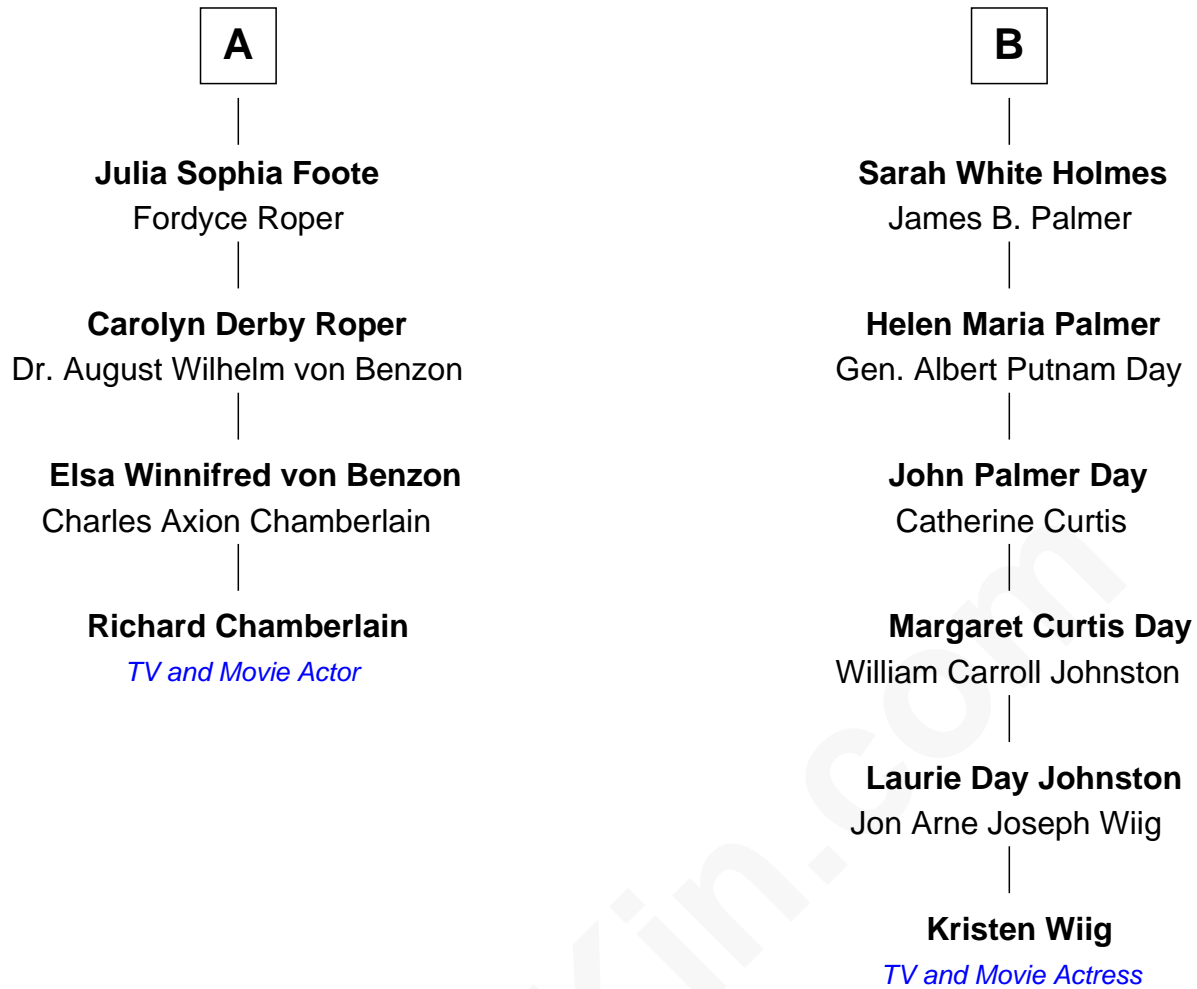 A
Julia Sophia Foote
Fordyce Roper
Carolyn Derby Roper
Dr. August Wilhelm von Benzon
Elsa Winnifred von Benzon
Charles Axion Chamberlain
Richard Chamberlain
TV and Movie Actor
B
Sarah White Holmes
James B. Palmer
Helen Maria Palmer
Gen. Albert Putnam Day
John Palmer Day
Catherine Curtis
Margaret Curtis Day
William Carroll Johnston
Laurie Day Johnston
Jon Arne Joseph Wiig
Kristen Wiig
TV and Movie Actress